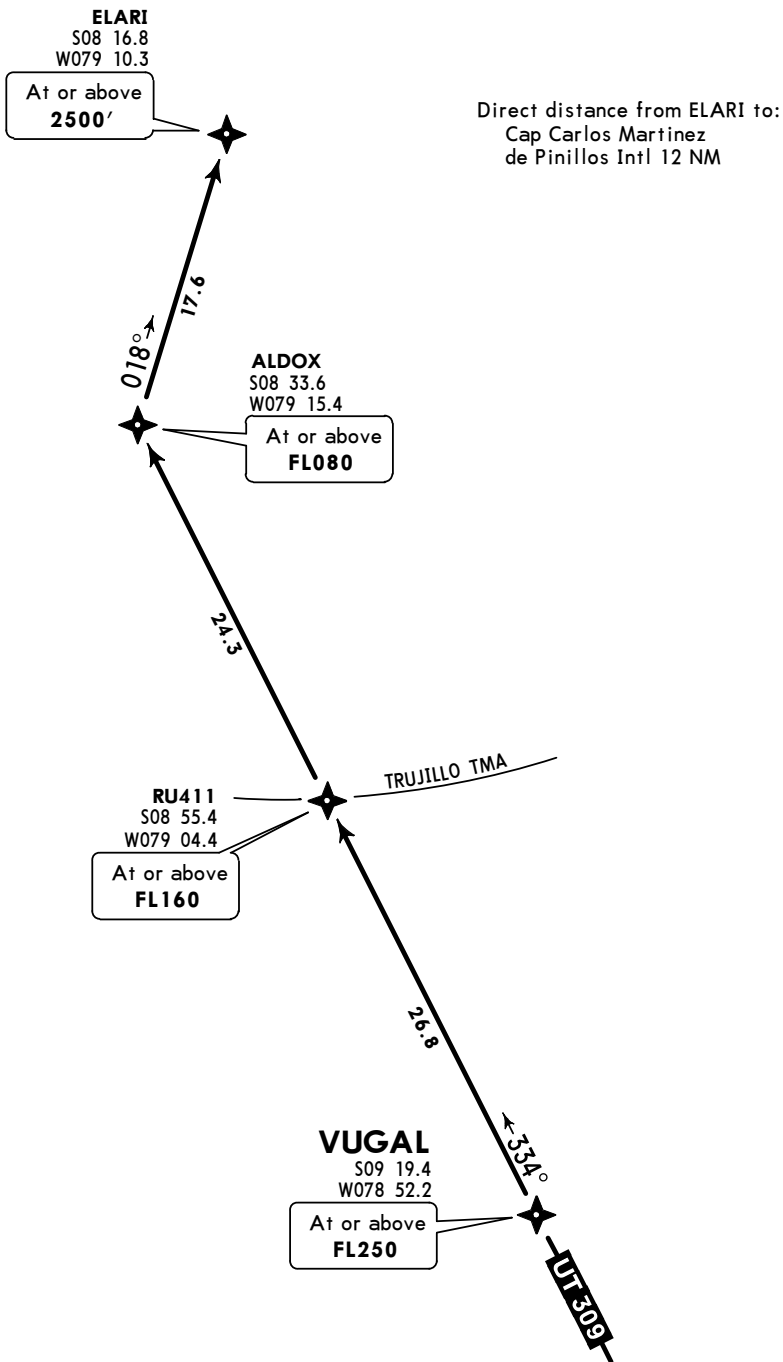 ELARI
S08 16.8
W079 10.3
At or above
2500'
Direct distance from ELARI to:
Cap Carlos Martinez
de Pinillos Intl 12 NM
17.6
018°
ALDOX
S08 33.6
W079 15.4
At or above
FL080
24.3
TRUJILLO TMA
RU411
S08 55.4
W079 04.4
At or above
FL160
26.8
334°
VUGAL
S09 19.4
W078 52.2
At or above
FL250
UT309